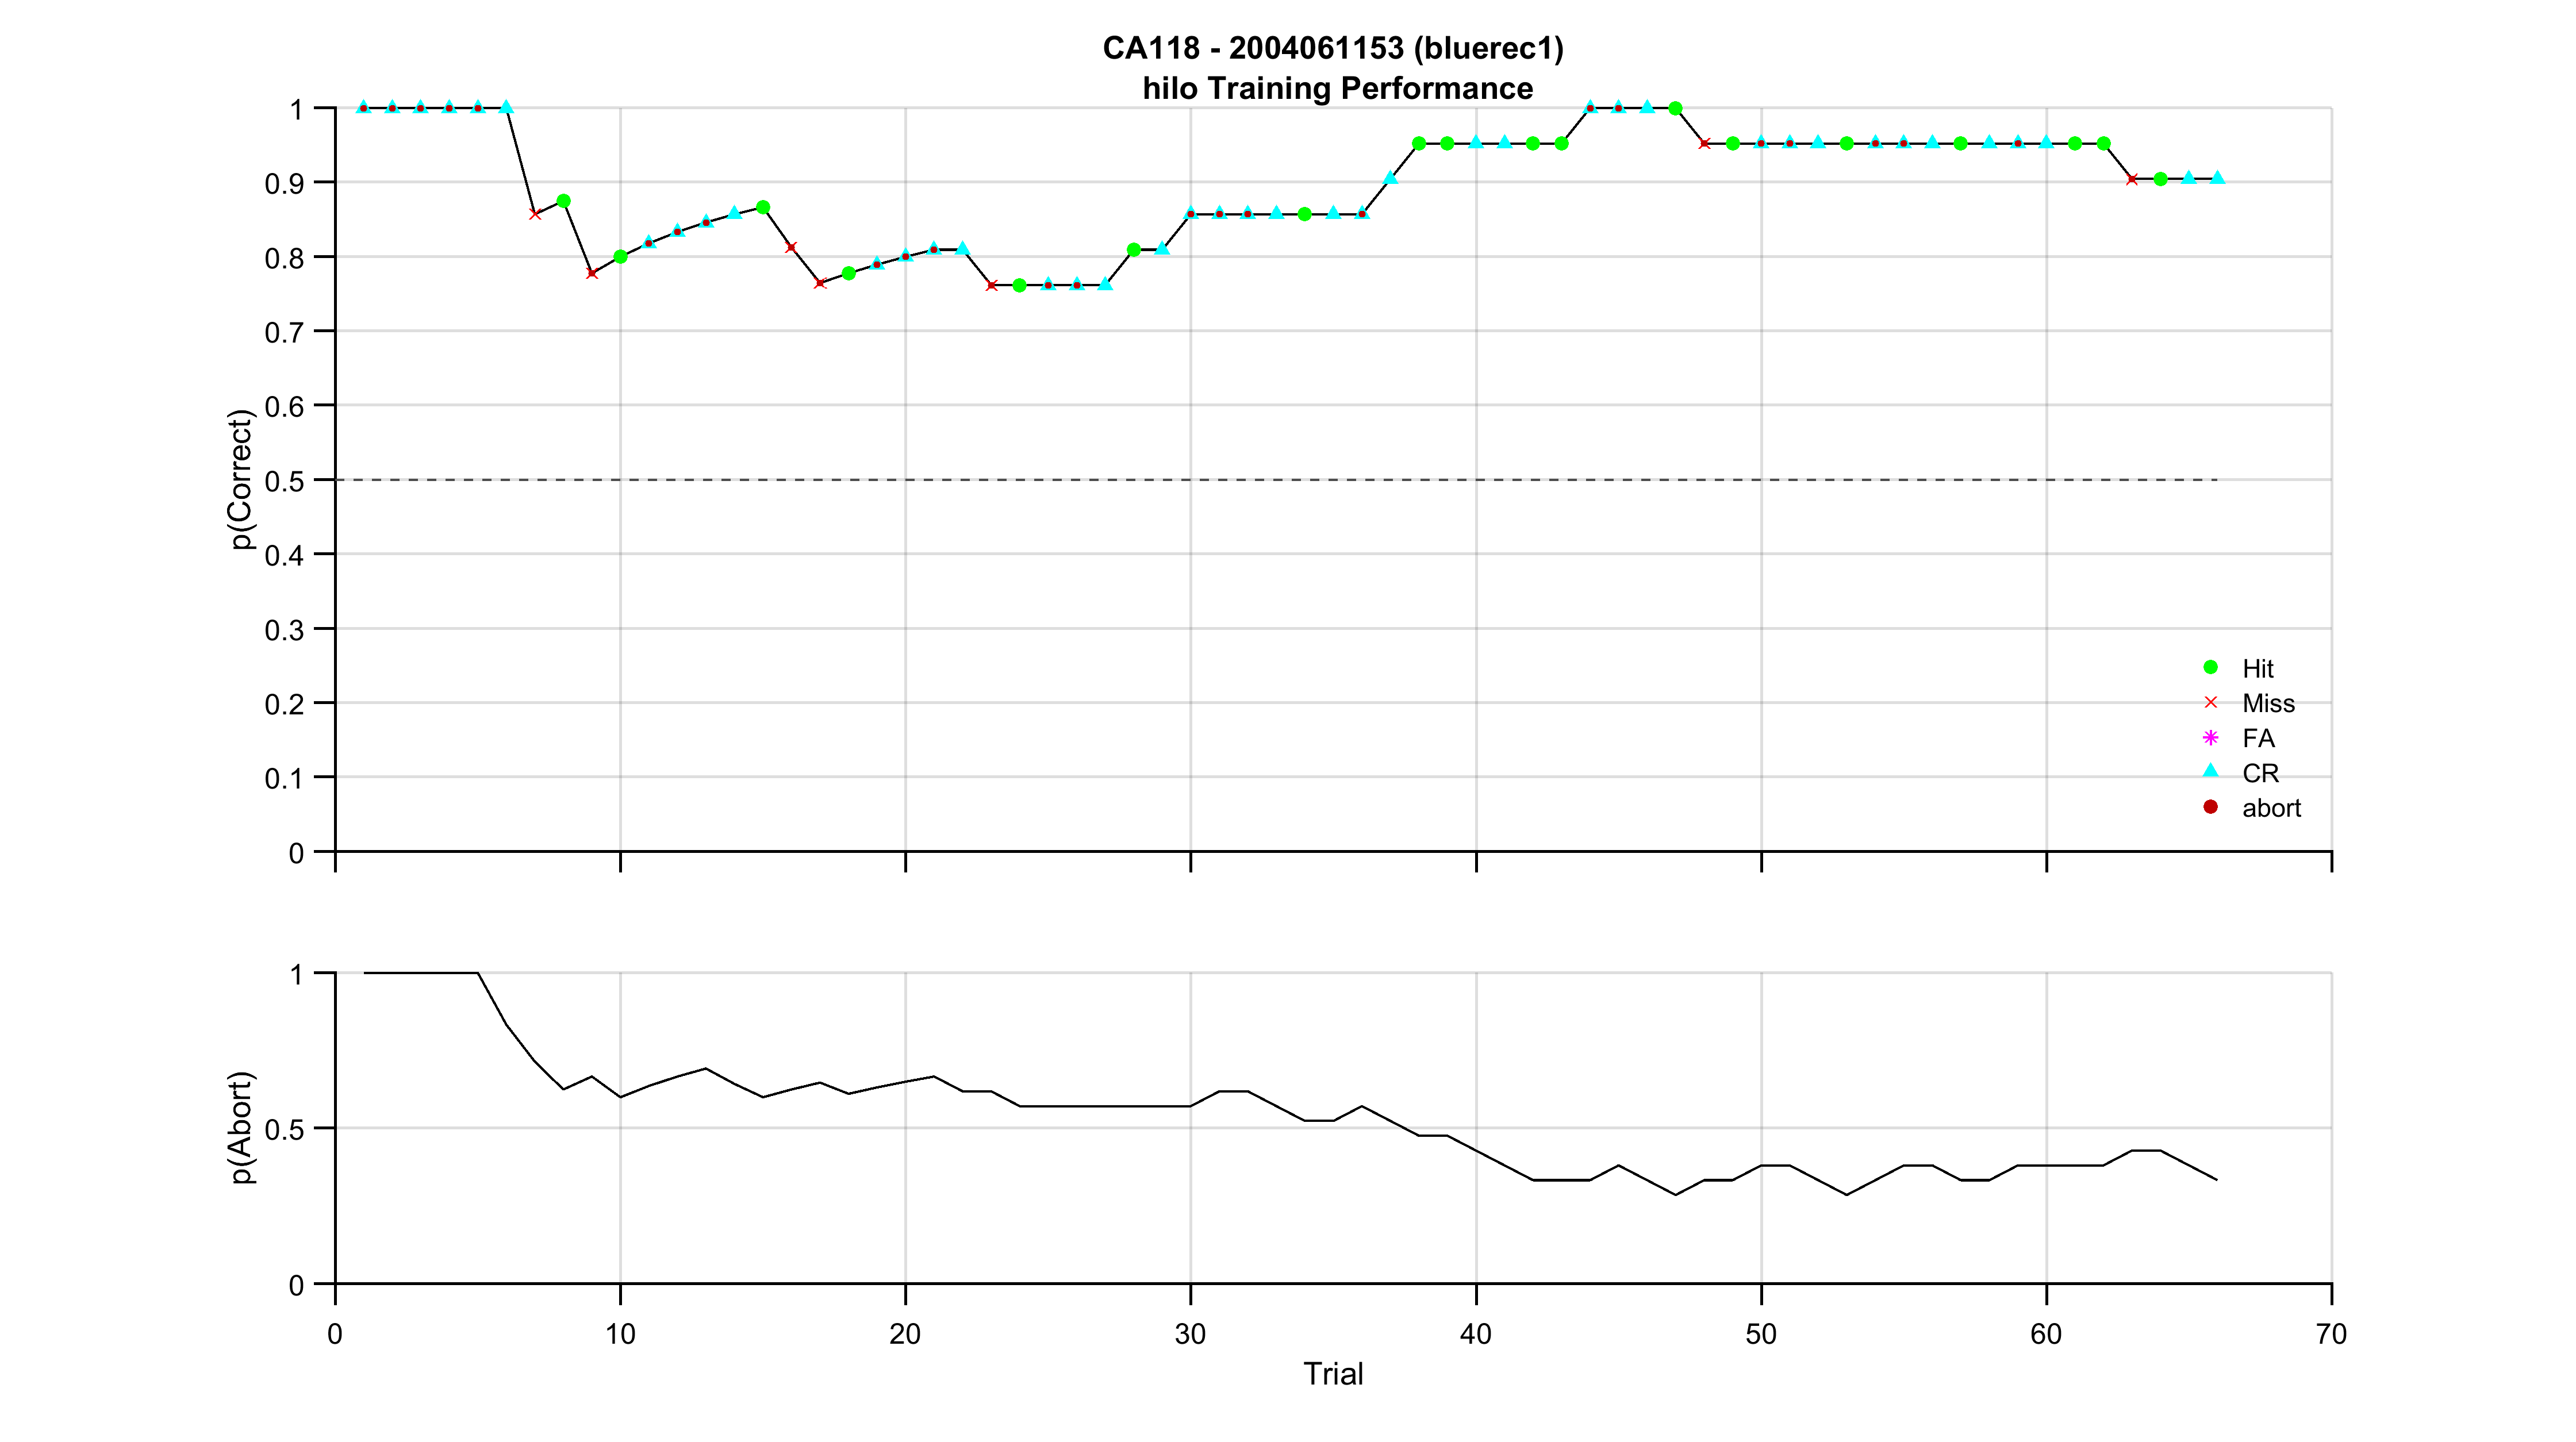 CA118 - 2004061153 (bluerec1)
hilo Training Performance
p(Correct)
1
0.9
0.8
0.7
0.6
0.5
0.4
0.3
0.2
0.1
0
Hit
Miss
FA
CR
abort
p(Abort)
1
0.5
0
0 10 20 30 40 50 60 70
Trial